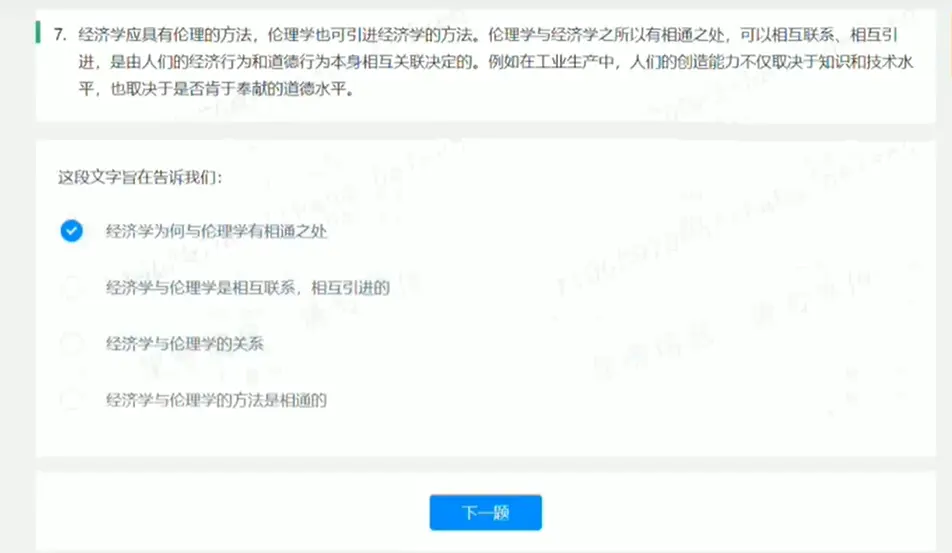 7. 经济学应具有伦理的方法，伦理学也可引进经济学的方法。伦理学与经济学之所以有相通之处，可以相互联系、相互引
进，是由人们的经济行为和道德行为本身相互关联决定的。例如在工业生产中，人们的创造能力不仅取决于知识和技术水
平，也取决于是否肯于奉献的道德水平。
这段文字旨在告诉我们：
经济学为何与伦理学有相通之处
经济学与伦理学是相互联系，相互引进的
经济学与伦理学的关系
经济学与伦理学的方法是相通的
下一题